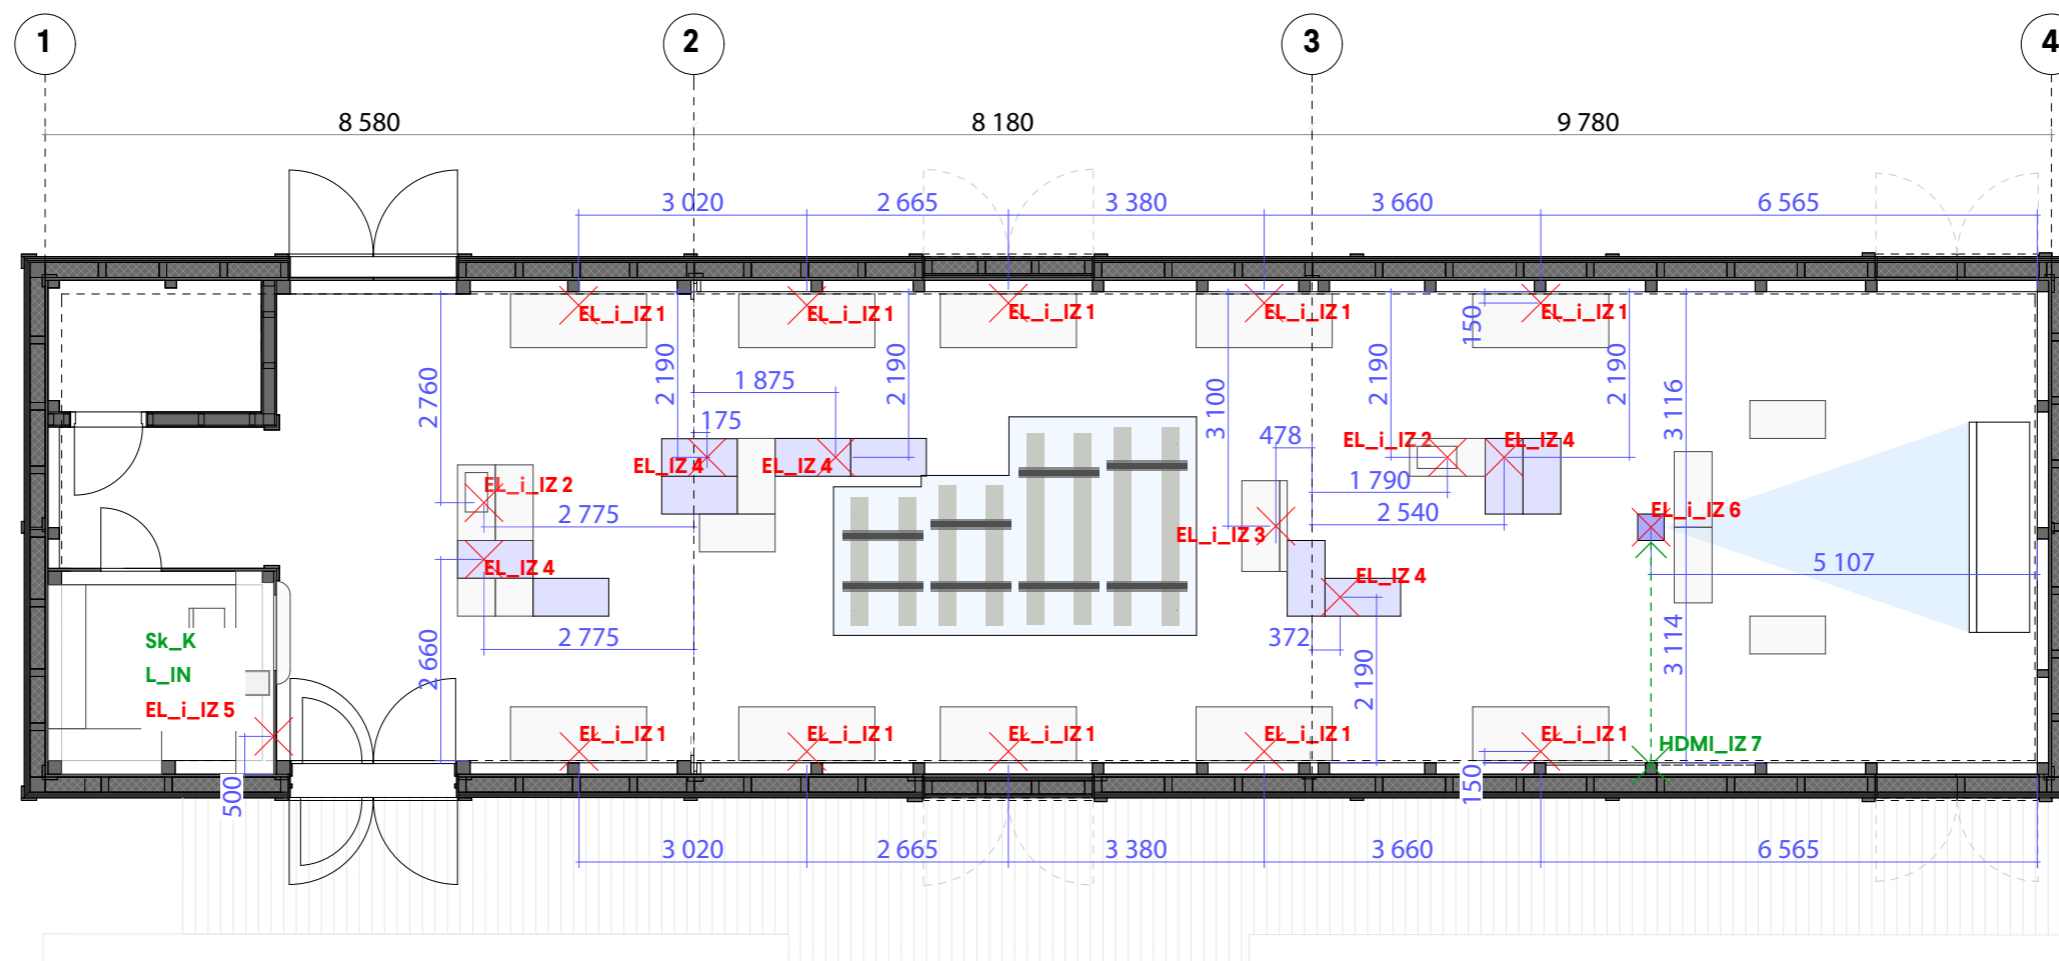 1 2 3 4
8 580 8 180 9 780
3 020 2 665 3 380 3 660 6 565
EL_i_IZ 1 EL_i_IZ 1 EL_i_IZ 1 EL_i_IZ 1 EL_i_IZ 1
150
2 760 2 190 1 875 2 190 3 100 2 190 2 190 3 116
175 478
EL_IZ 4 EL_IZ 4 EL_i_IZ 2 EL_IZ 4
EL_i_IZ 2 1 790
2 775 2 540 EL_i_IZ 6
EL_i_IZ 3
EL_IZ 4 EL_IZ 4 5 107
Sk_K 2 775 372
L_IN 2 660 2 190 3 114
EL_i_IZ 5
EL_i_IZ 1 EL_i_IZ 1 EL_i_IZ 1 EL_i_IZ 1 EL_i_IZ 1 HDMI_IZ 7
500 150
3 020 2 665 3 380 3 660 6 565